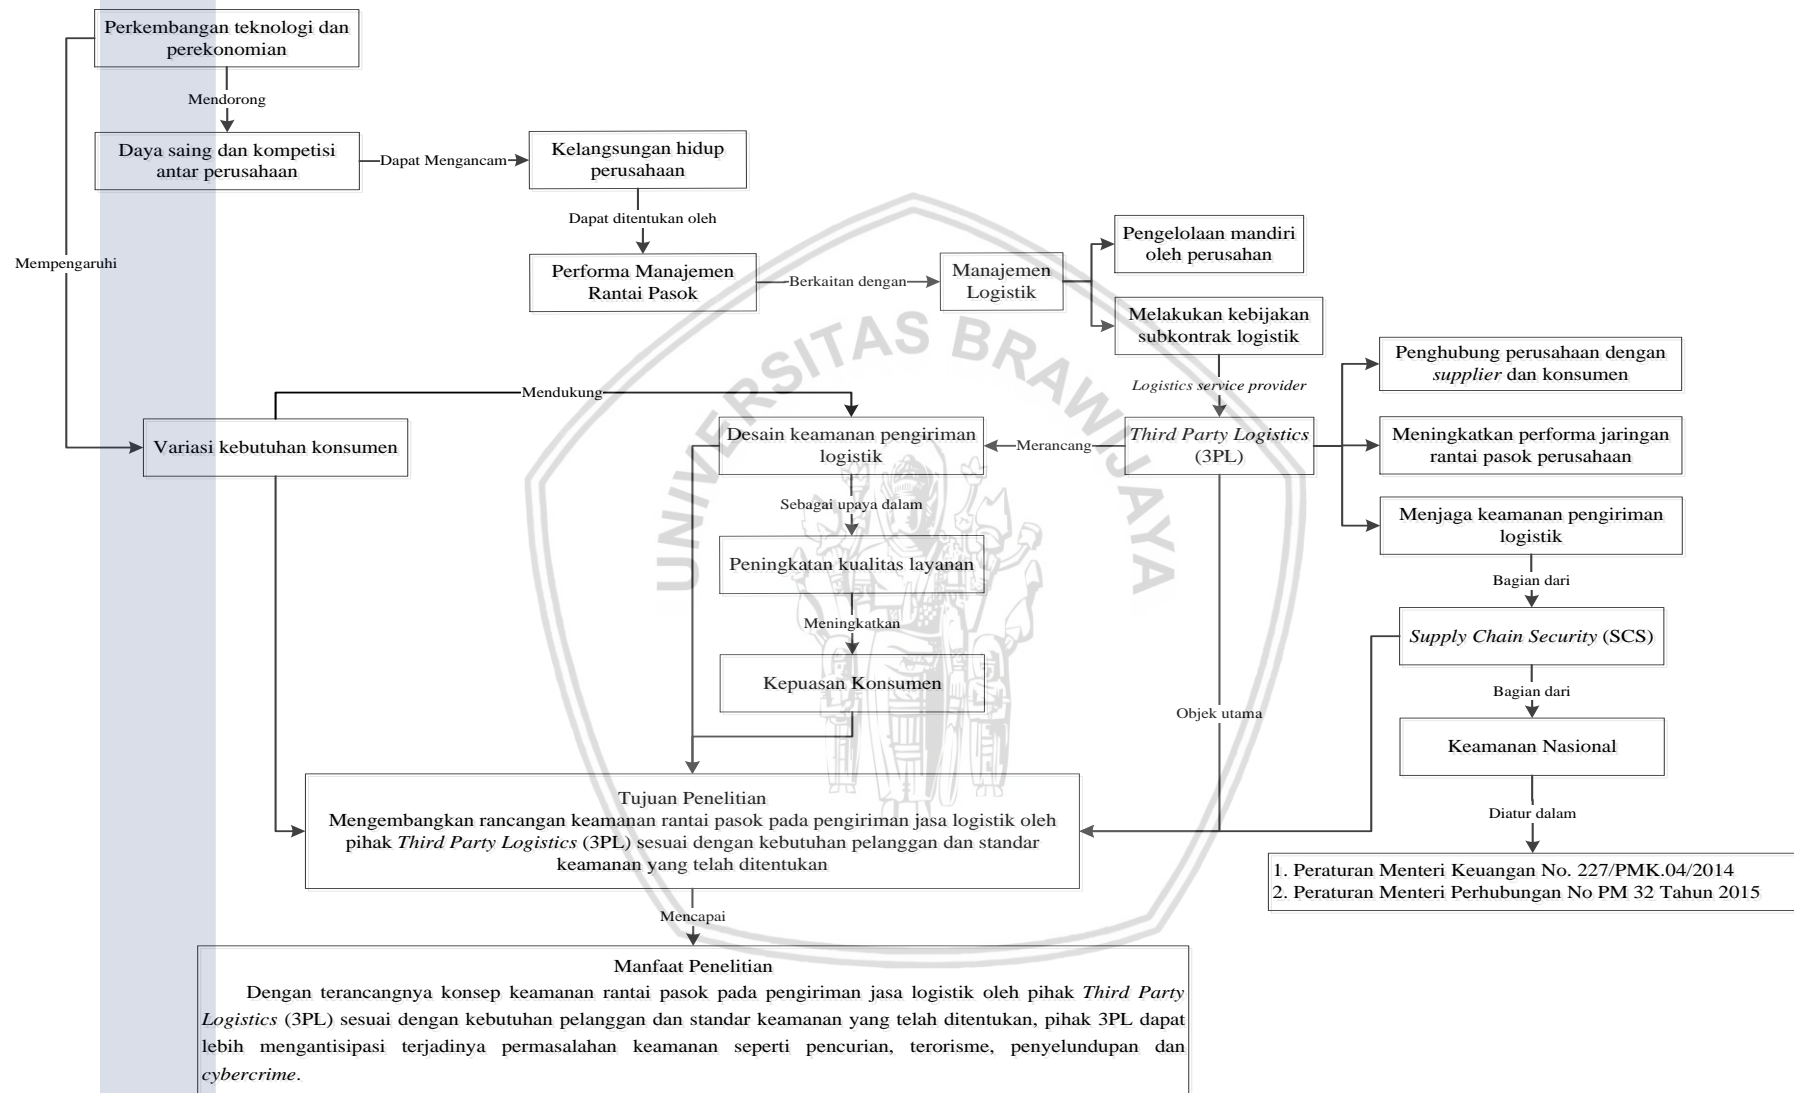 Perkembangan teknologi dan
perekonomian
Mendorong
Daya saing dan kompetisi
antar perusahaan
Dapat Mengancam
Kelangsungan hidup
perusahaan
Dapat ditentukan oleh
Mempengaruhi
Performa Manajemen
Rantai Pasok
Berkaitan dengan
Manajemen
Logistik
Pengelolaan mandiri
oleh perusahan
Melakukan kebijakan
subkontrak logistik
Logistics service provider
Third Party Logistics
(3PL)
Penghubung perusahaan dengan
supplier dan konsumen
Meningkatkan performa jaringan
rantai pasok perusahaan
Menjaga keamanan pengiriman
logistik
Mendukung
Variasi kebutuhan konsumen
Desain keamanan pengiriman
logistik
Merancang
Sebagai upaya dalam
Peningkatan kualitas layanan
Meningkatkan
Kepuasan Konsumen
Objek utama
Bagian dari
Supply Chain Security (SCS)
Bagian dari
Keamanan Nasional
Diatur dalam
1. Peraturan Menteri Keuangan No. 227/PMK.04/2014
2. Peraturan Menteri Perhubungan No PM 32 Tahun 2015
Tujuan Penelitian
Mengembangkan rancangan keamanan rantai pasok pada pengiriman jasa logistik oleh
pihak Third Party Logistics (3PL) sesuai dengan kebutuhan pelanggan dan standar
keamanan yang telah ditentukan
Mencapai
Manfaat Penelitian
Dengan terancangnya konsep keamanan rantai pasok pada pengiriman jasa logistik oleh pihak Third Party
Logistics (3PL) sesuai dengan kebutuhan pelanggan dan standar keamanan yang telah ditentukan, pihak 3PL dapat
lebih mengantisipasi terjadinya permasalahan keamanan seperti pencurian, terorisme, penyelundupan dan
cybercrime.
UNIVERSITAS BRAWIJAYA